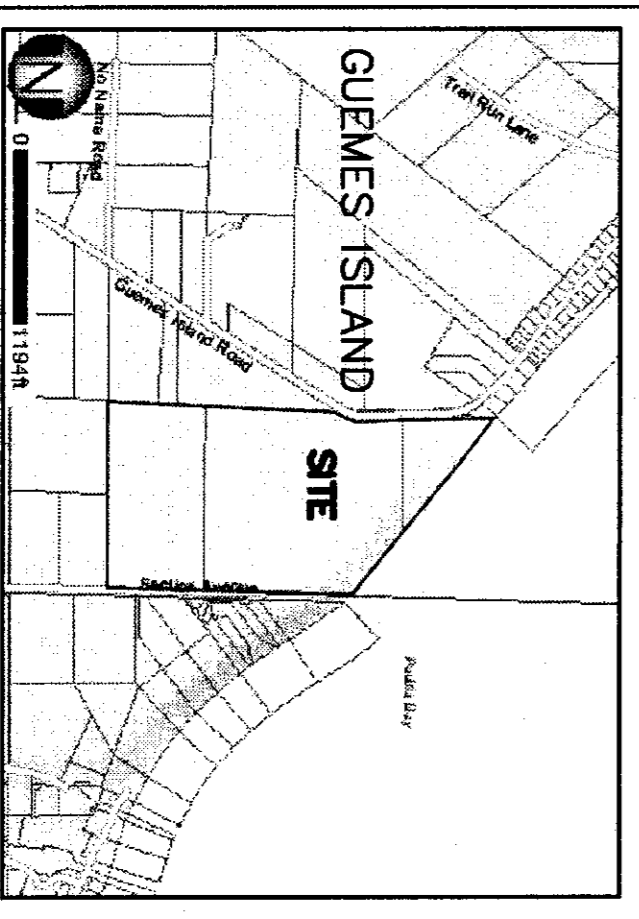 GUEMES ISLAND
Trail Run Lane
No Name Road
N
0
1194ft
Guemes Island Road
SITE
Section Avenue
Padilla Bay